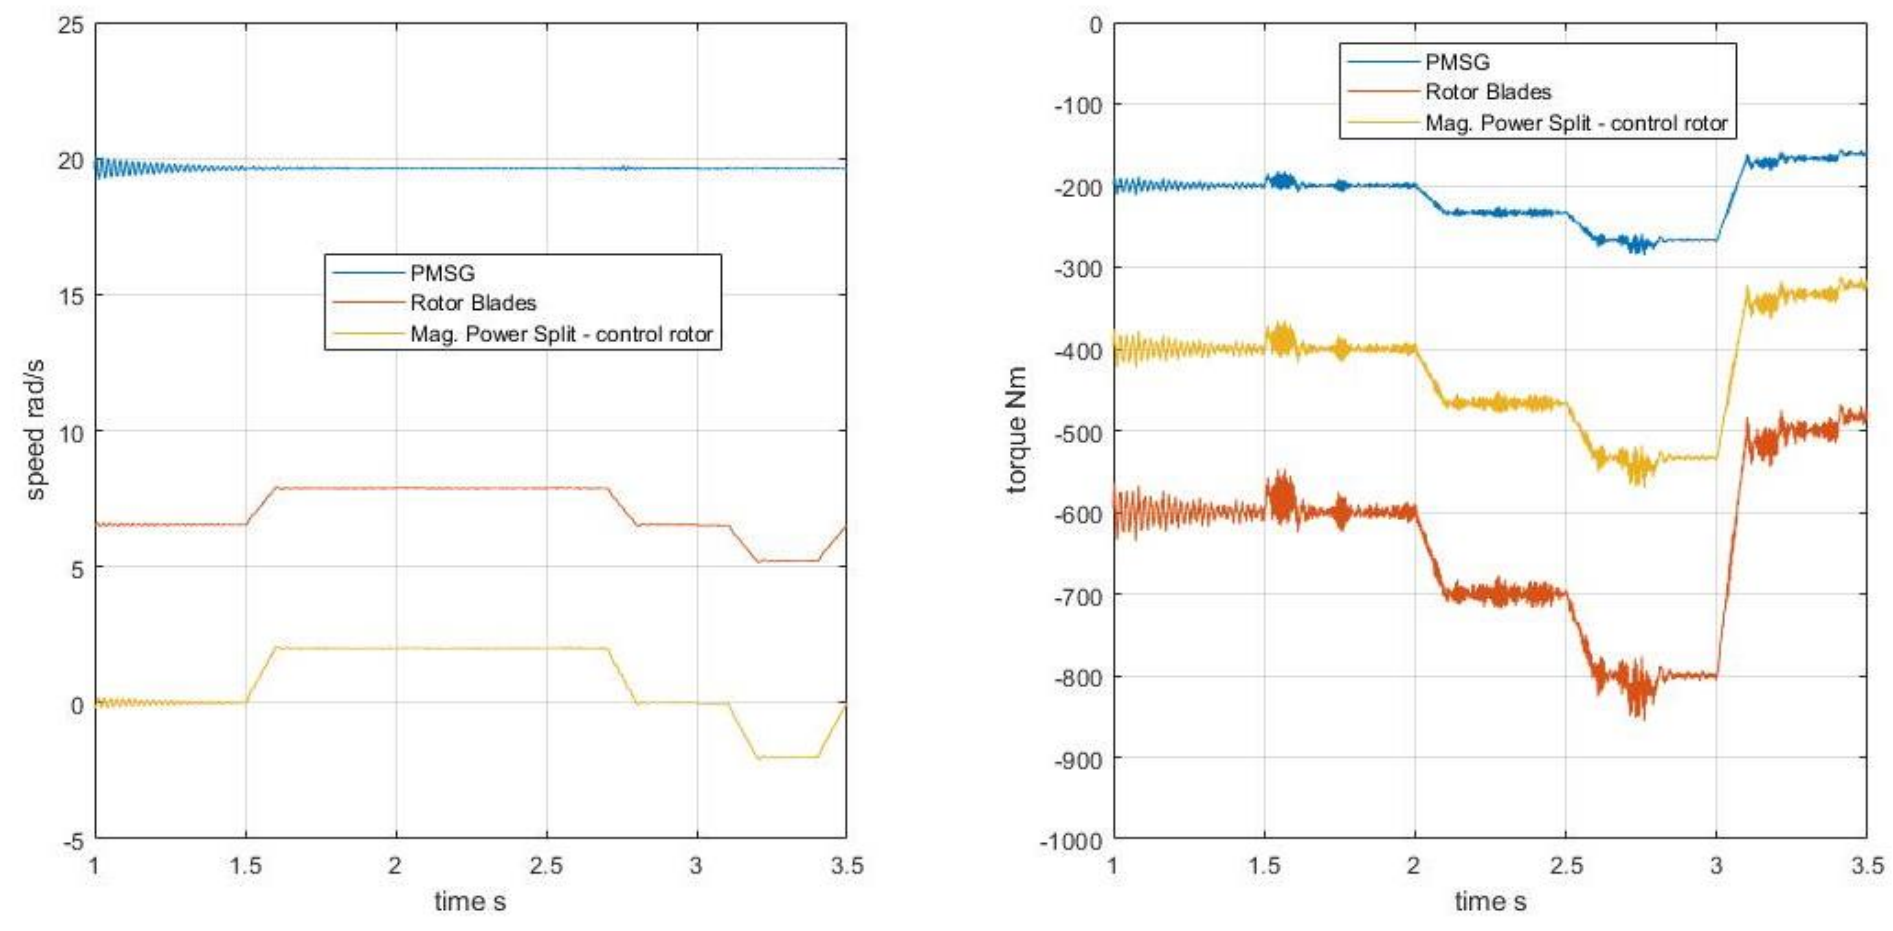 25
20
15
10
5
0
-5
speed rad/s
PMSG
Rotor Blades
Mag. Power Split - control rotor
1 1.5 2 2.5 3 3.5
time s
0
-100
-200
-300
-400
-500
-600
-700
-800
-900
-1000
torque Nm
PMSG
Rotor Blades
Mag. Power Split - control rotor
1 1.5 2 2.5 3 3.5
time s